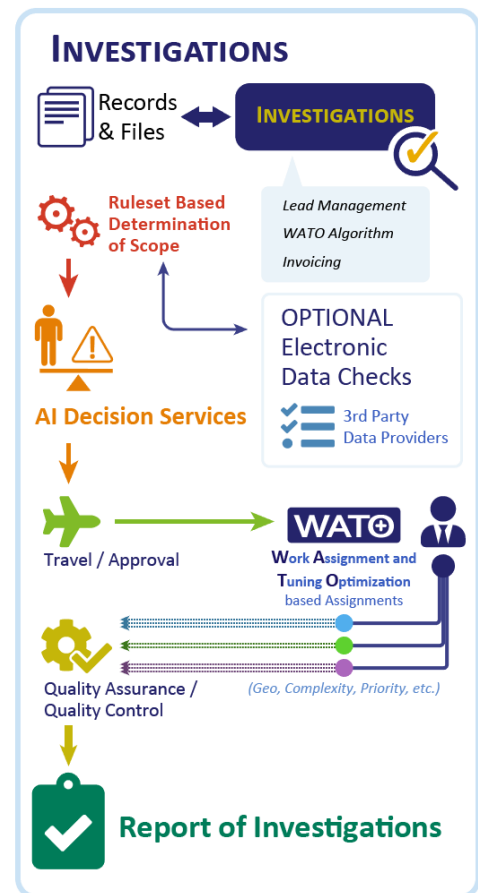 INVESTIGATIONS
Records
& Files
INVESTIGATIONS
Lead Management
WATO Algorithm
Invoicing
Ruleset Based
Determination
of Scope
OPTIONAL
Electronic
Data Checks
3rd Party
Data Providers
AI Decision Services
Travel / Approval
WATO
Work Assignment and
Tuning Optimization
based Assignments
(Geo, Complexity, Priority, etc.)
Quality Assurance /
Quality Control
Report of Investigations